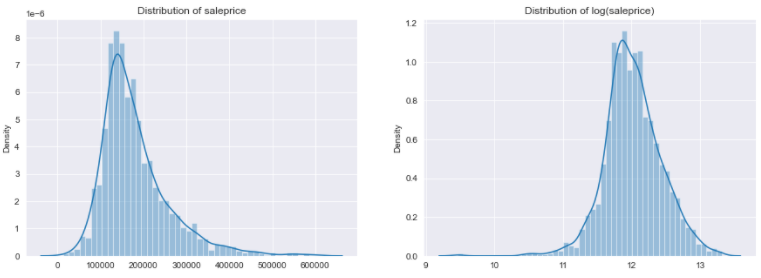 Distribution of saleprice
1e−6
8
7
6
5
4
3
2
1
0
Density
0 100000 200000 300000 400000 500000 600000
Distribution of log(saleprice)
1.2
1.0
0.8
0.6
0.4
0.2
0.0
Density
9 10 11 12 13